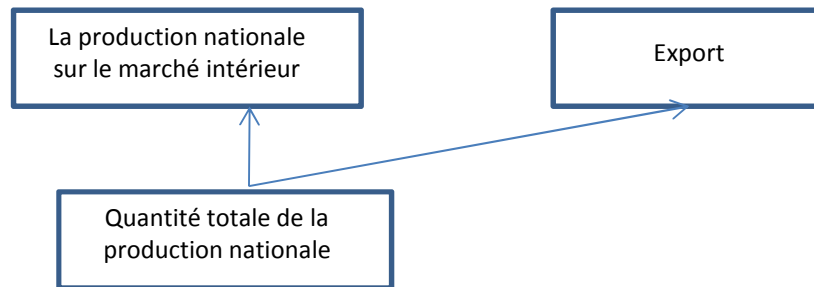 La production nationale
sur le marché intérieur
Export
Quantité totale de la
production nationale